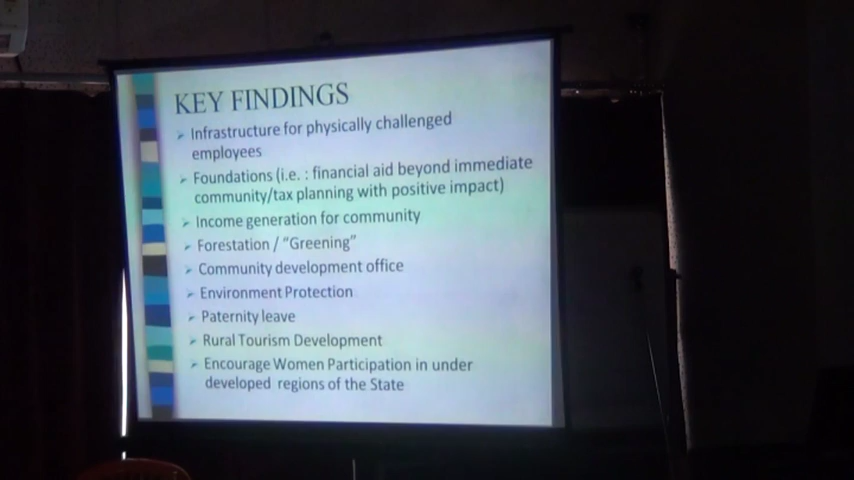 KEY FINDINGS
➢ Infrastructure for physically challenged
employees
➢ Foundations (i.e. : financial aid beyond immediate
community/tax planning with positive impact)
➢ Income generation for community
➢ Forestation / “Greening”
➢ Community development office
➢ Environment Protection
➢ Paternity leave
➢ Rural Tourism Development
➢ Encourage Women Participation in under
developed regions of the State